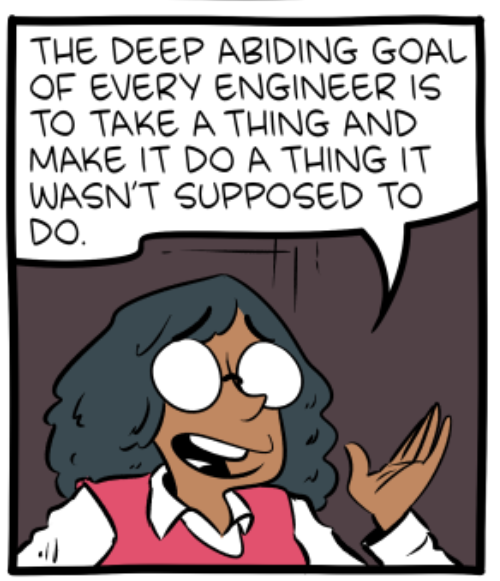 THE DEEP ABIDING GOAL
OF EVERY ENGINEER IS
TO TAKE A THING AND
MAKE IT DO A THING IT
WASN'T SUPPOSED TO
DO.